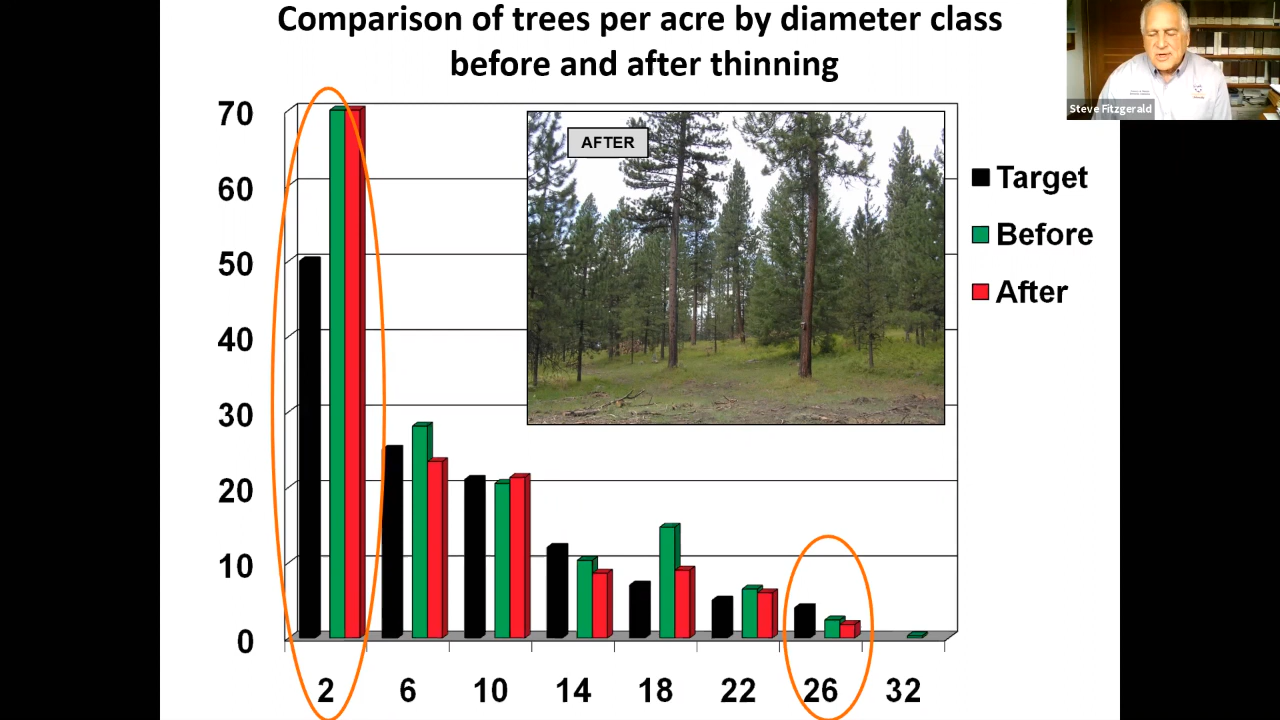 Comparison of trees per acre by diameter class
before and after thinning
Steve Fitzgerald
AFTER
Target
Before
After
70
60
50
40
30
20
10
0
2 6 10 14 18 22 26 32